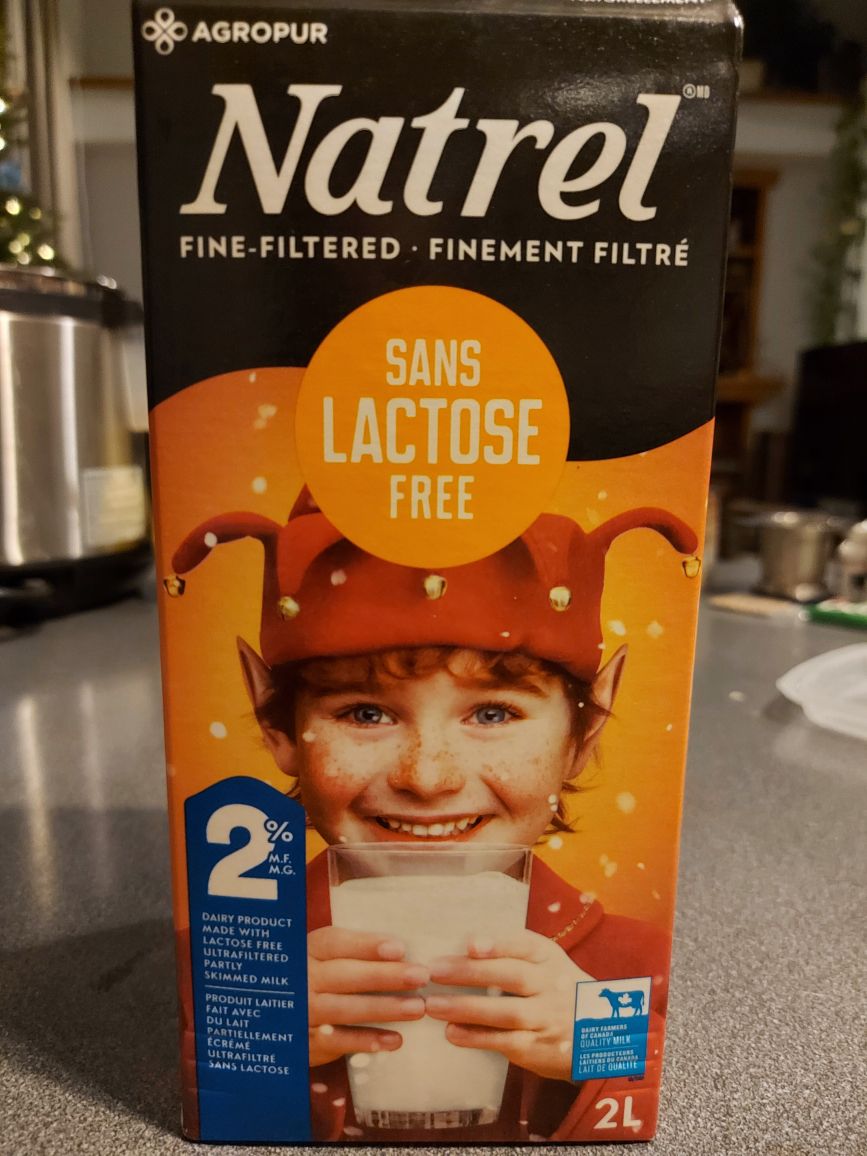 AGROPUR
Natrel ®MD
FINE-FILTERED · FINEMENT FILTRÉ
SANS
LACTOSE
FREE
2%
M.F.
M.G.
DAIRY PRODUCT
MADE WITH
LACTOSE FREE
ULTRAFILTERED
PARTLY
SKIMMED MILK
PRODUIT LAITIER
FAIT AVEC
DU LAIT
PARTIELLEMENT
ÉCRÉMÉ
ULTRAFILTRÉ
SANS LACTOSE
DAIRY FARMERS
OF CANADA
QUALITY MILK
LES PRODUCTEURS
LAITIERS DU CANADA
LAIT DE QUALITÉ
2L